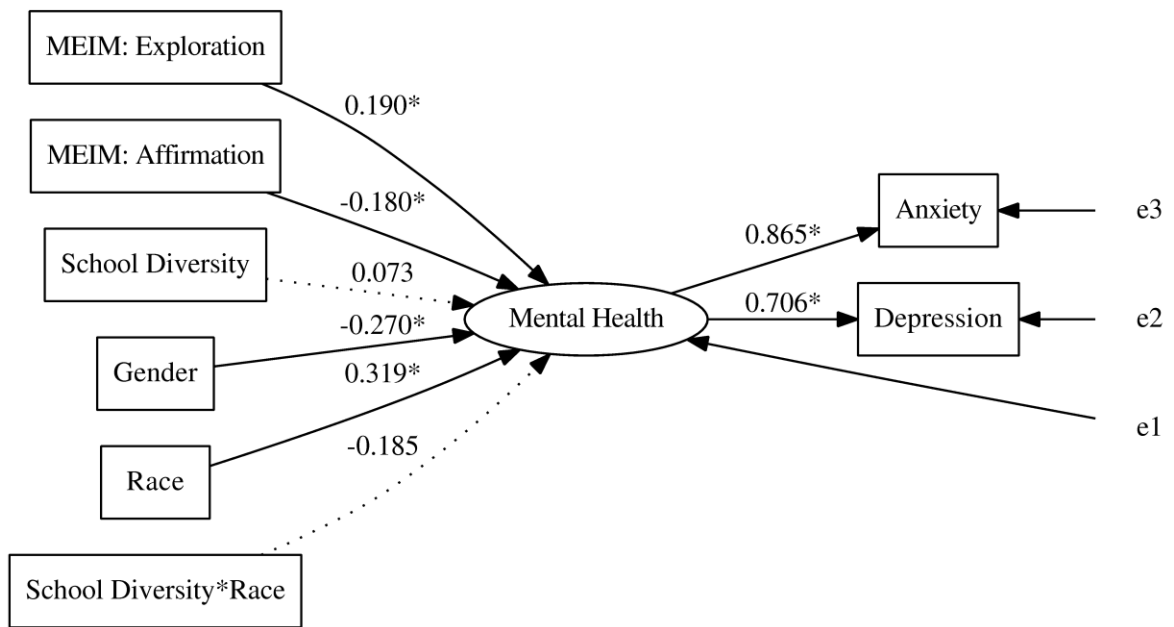 MEIM: Exploration
0.190*
MEIM: Affirmation
-0.180*
Anxiety
e3
0.865*
School Diversity
0.073
0.706*
Mental Health
Depression
e2
-0.270*
Gender
0.319*
e1
-0.185
Race
School Diversity*Race